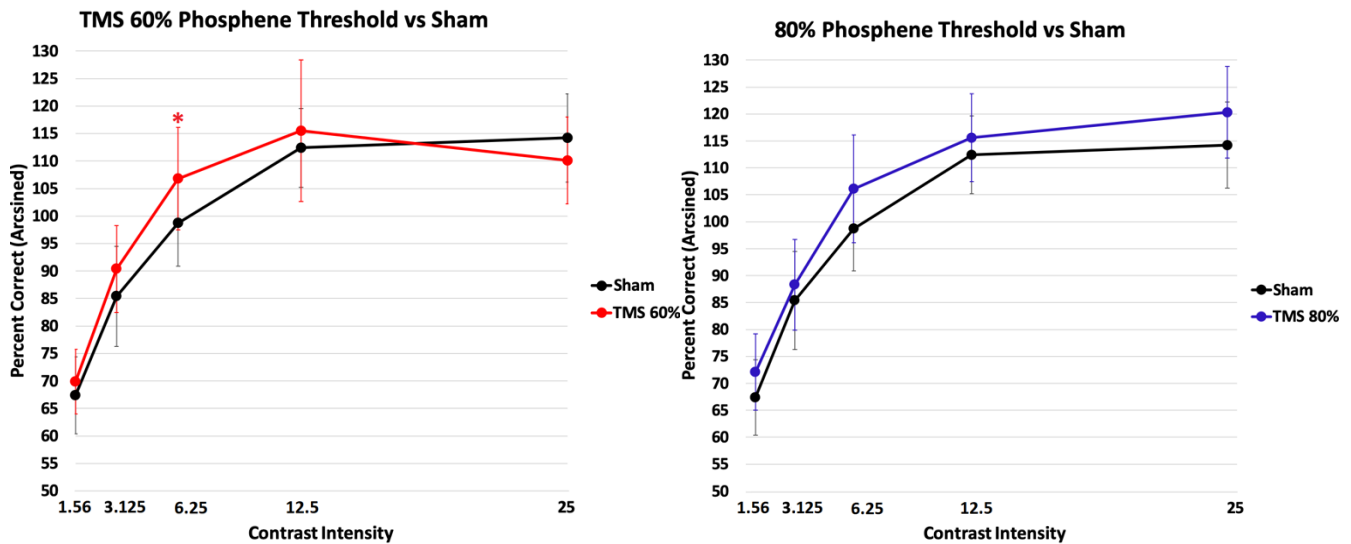 TMS 60% Phosphene Threshold vs Sham
130
125
120
115
110
105
100
95
90
85
80
75
70
65
60
55
50
Percent Correct (Arcsined)
*
Sham
TMS 60%
1.56 3.125 6.25 12.5 25
Contrast Intensity
80% Phosphene Threshold vs Sham
130
125
120
115
110
105
100
95
90
85
80
75
70
65
60
55
50
Percent Correct (Arcsined)
Sham
TMS 80%
1.56 3.125 6.25 12.5 25
Contrast Intensity